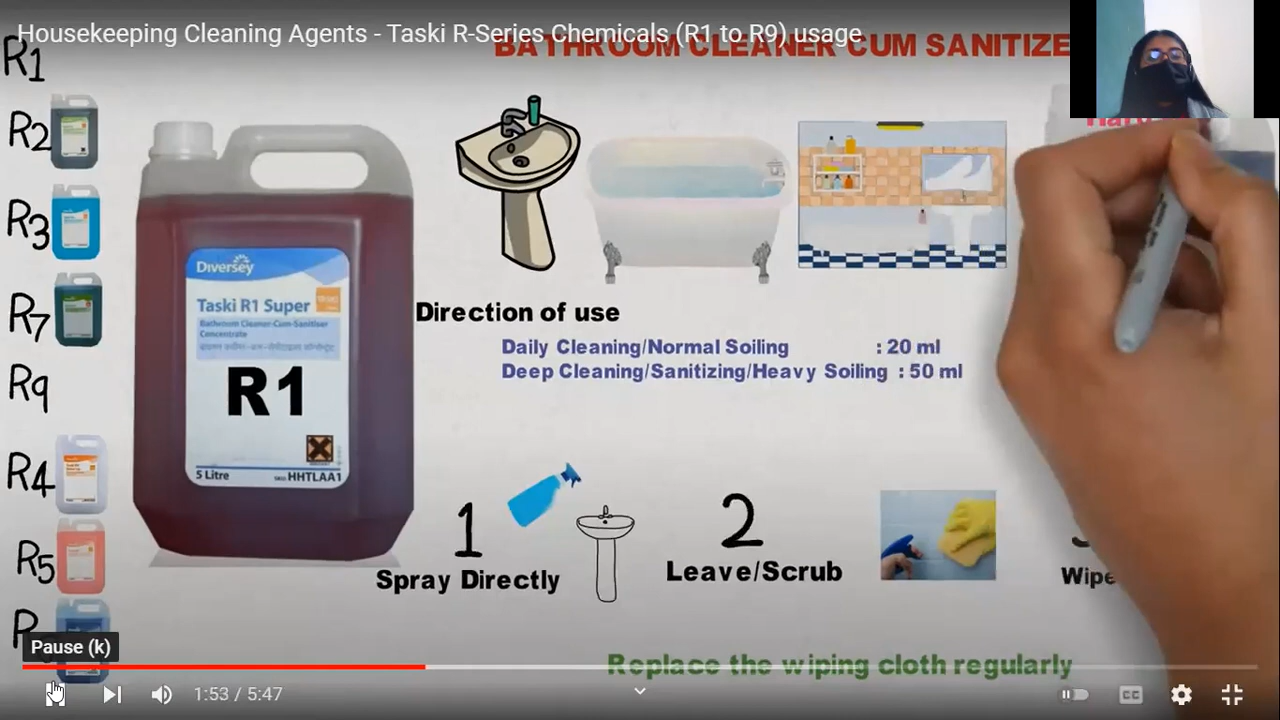 Housekeeping Cleaning Agents - Taski R-Series Chemicals (R1 to R9) usage
BATHROOM CLEANER CUM SANITIZE
R1
R2
R3
R7
R9
R4
R5
Diversey
Taski R1 Super
Bathroom Cleaner-Cum-Sanitiser
Concentrate
R1
5 Litre
SKU: HHTLAA1
Direction of use
Daily Cleaning/Normal Soiling : 20 ml
Deep Cleaning/Sanitizing/Heavy Soiling : 50 ml
1
Spray Directly
2
Leave/Scrub
Wipe
Replace the wiping cloth regularly
Pause (k)
1:53 / 5:47
CC